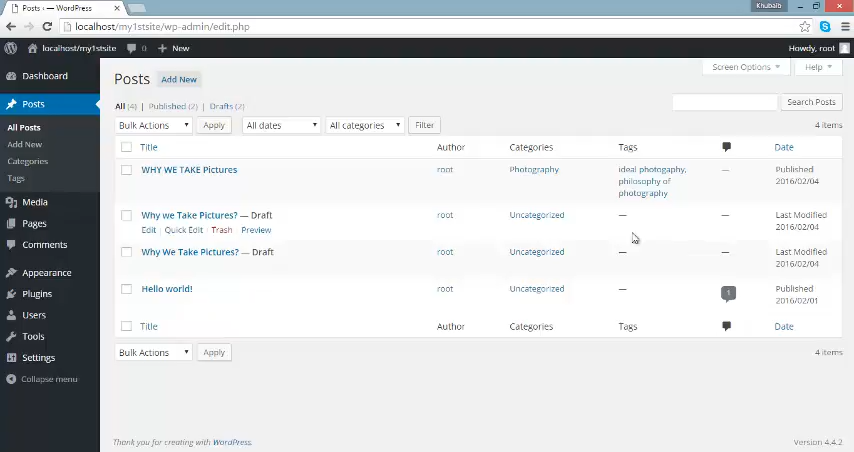 Posts ‹ — WordPress
Khubaib
localhost/my1stsite/wp-admin/edit.php
localhost/my1stsite 0 New Howdy, root
Dashboard
Posts
All Posts
Add New
Categories
Tags
Media
Pages
Comments
Appearance
Plugins
Users
Tools
Settings
Collapse menu
Screen Options Help
Posts Add New
All (4) | Published (2) | Drafts (2)
Search Posts
Bulk Actions Apply All dates All categories Filter 4 items
Title Author Categories Tags Date
WHY WE TAKE Pictures root Photography ideal photogaphy, Published
philosophy of 2016/02/04
photography
Why we Take Pictures? — Draft root Uncategorized — — Last Modified
Edit | Quick Edit | Trash | Preview 2016/02/04
Why We Take Pictures? — Draft root Uncategorized — — Last Modified
2016/02/04
Hello world! root Uncategorized — 1 Published
2016/02/01
Title Author Categories Tags Date
Bulk Actions Apply 4 items
Thank you for creating with WordPress. Version 4.4.2